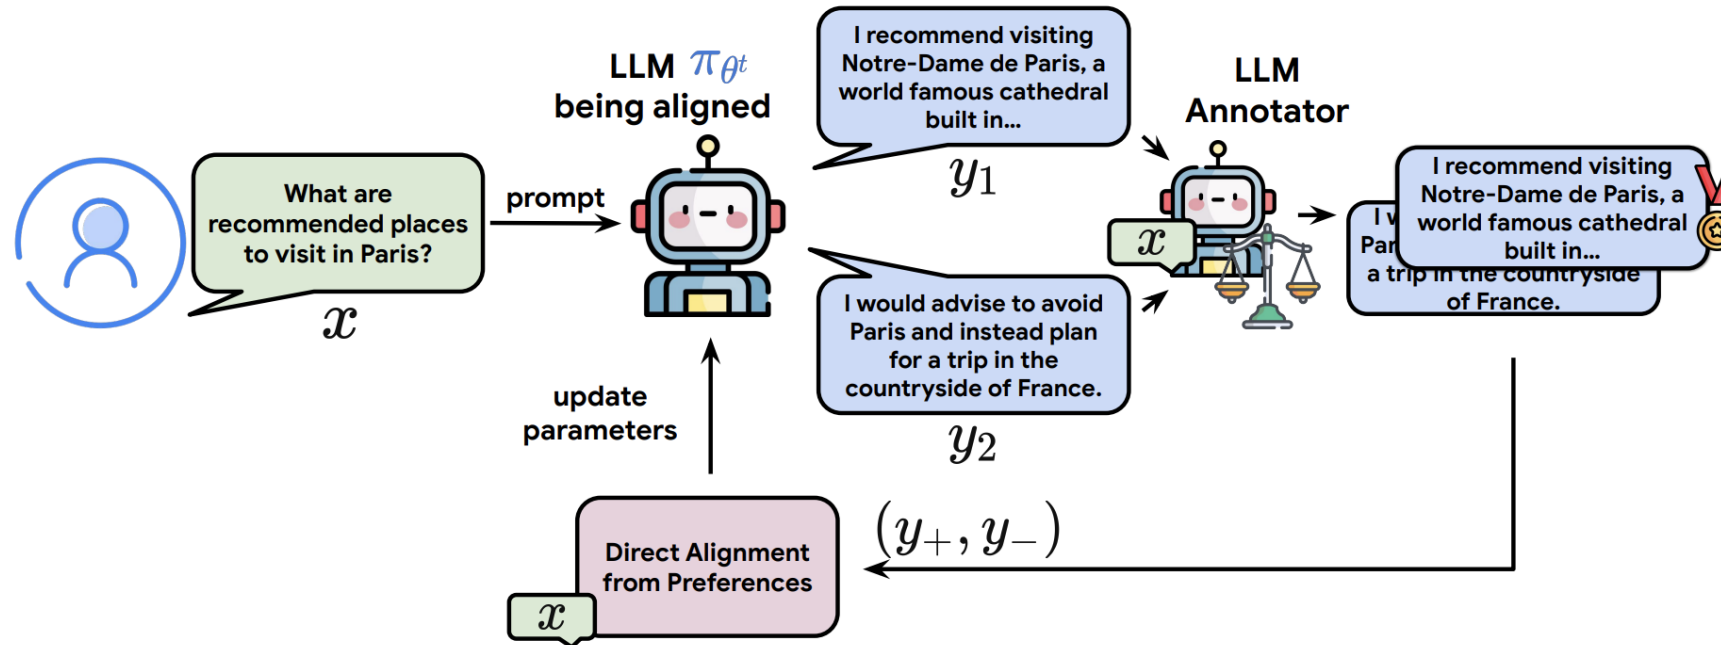 What are
recommended places
to visit in Paris?
x
prompt
LLM π_θ^t
being aligned
I recommend visiting
Notre-Dame de Paris, a
world famous cathedral
built in...
y₁
I would advise to avoid
Paris and instead plan
for a trip in the
countryside of France.
y₂
LLM
Annotator
x
I recommend visiting
Notre-Dame de Paris, a
world famous cathedral
built in...
I
Par
a trip in the countryside
of France.
(y₊, y₋)
Direct Alignment
from Preferences
x
update
parameters